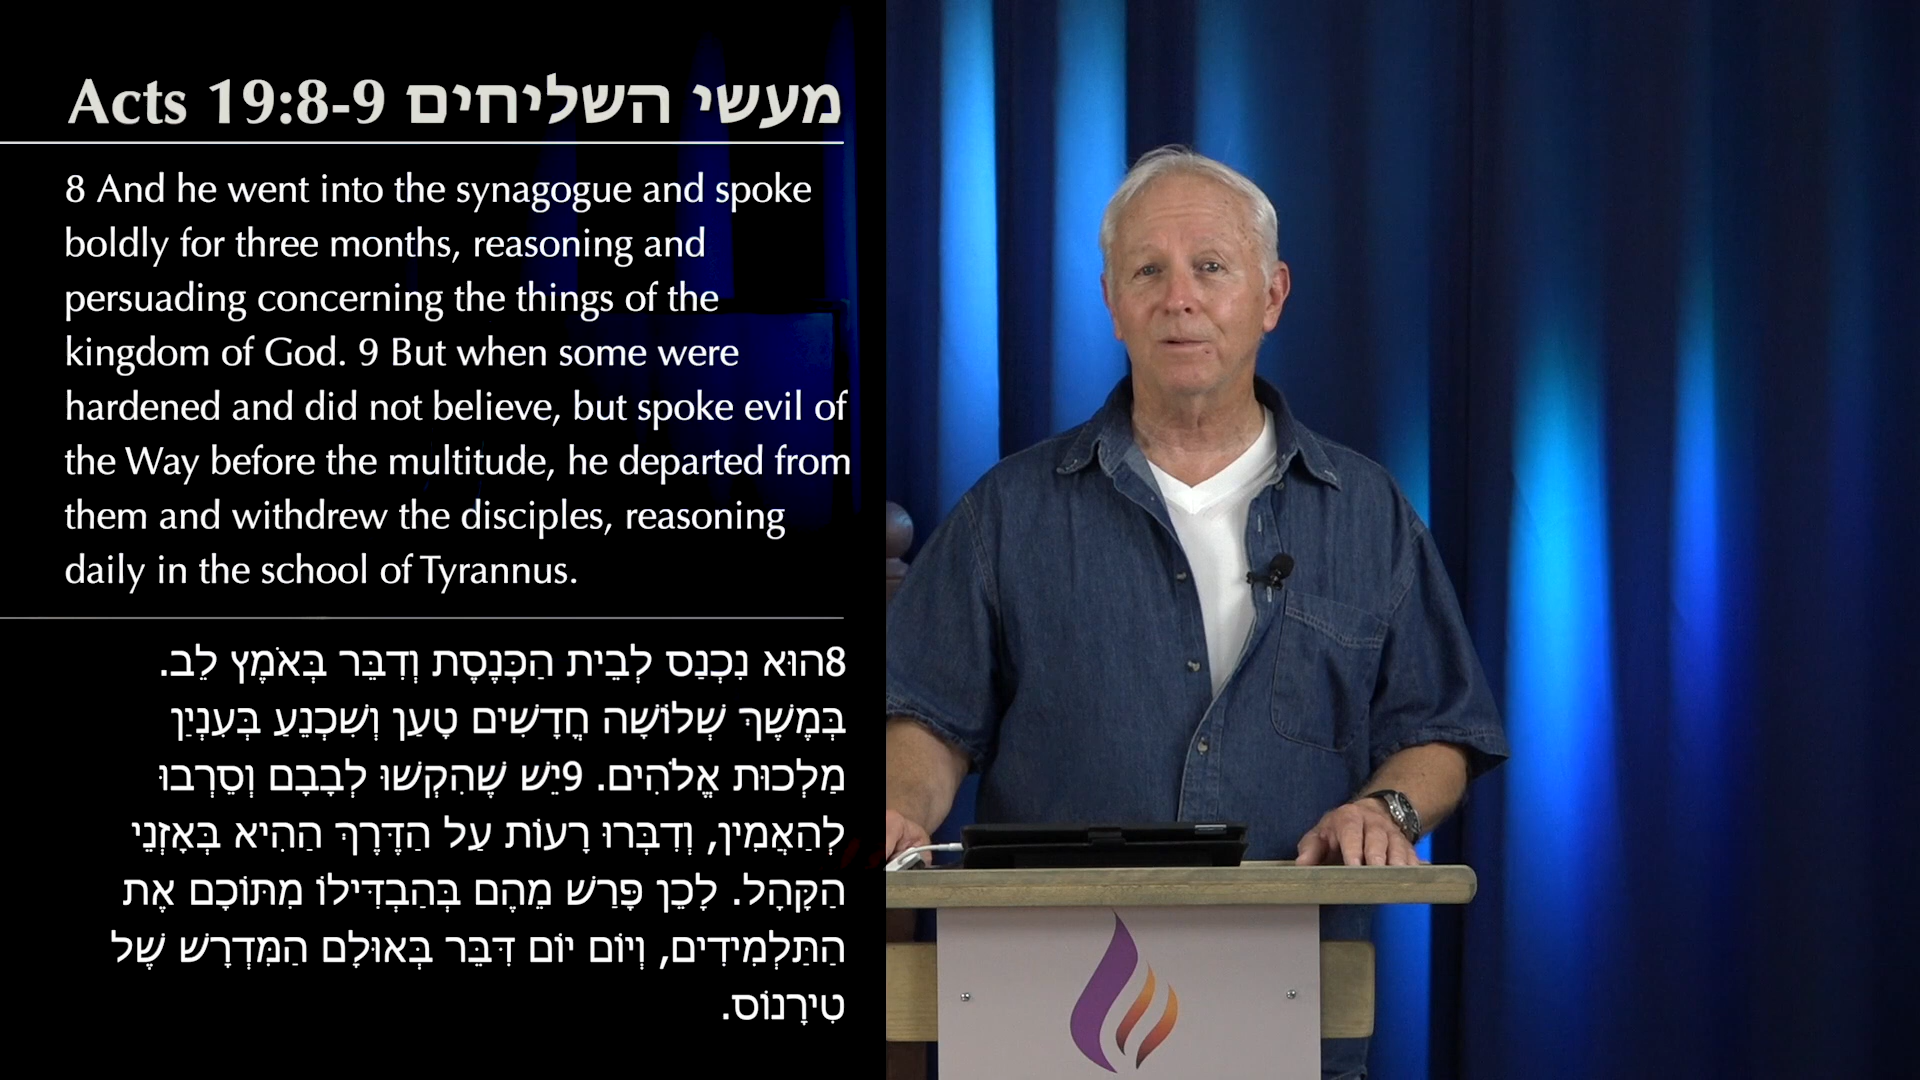 Acts 19:8-9 מעשי השליחים
8 And he went into the synagogue and spoke
boldly for three months, reasoning and
persuading concerning the things of the
kingdom of God. 9 But when some were
hardened and did not believe, but spoke evil of
the Way before the multitude, he departed from
them and withdrew the disciples, reasoning
daily in the school of Tyrannus.
8הוּא נִכְנַס לְבֵית הַכְּנֶסֶת וְדִבֵּר בְּאֹמֶץ לֵב.
בְּמֶשֶׁךְ שְׁלוֹשָׁה חֳדָשִׁים טָעַן וְשִׁכְנֵעַ בְּעִנְיַן
מַלְכוּת אֱלֹהִים. 9יֵשׁ שֶׁהִקְשׁוּ לְבָבָם וְסֵרְבוּ
לְהַאֲמִין, וְדִבְּרוּ רָעוֹת עַל הַדֶּרֶךְ הַהִיא בְּאָזְנֵי
הַקָּהָל. לָכֵן פָּרַשׁ מֵהֶם בְּהַבְדִּילוֹ מִתּוֹכָם אֶת
הַתַּלְמִידִים, וְיוֹם יוֹם דִּבֵּר בְּאוּלָם הַמִּדְרָשׁ שֶׁל
טִירָנוֹס.